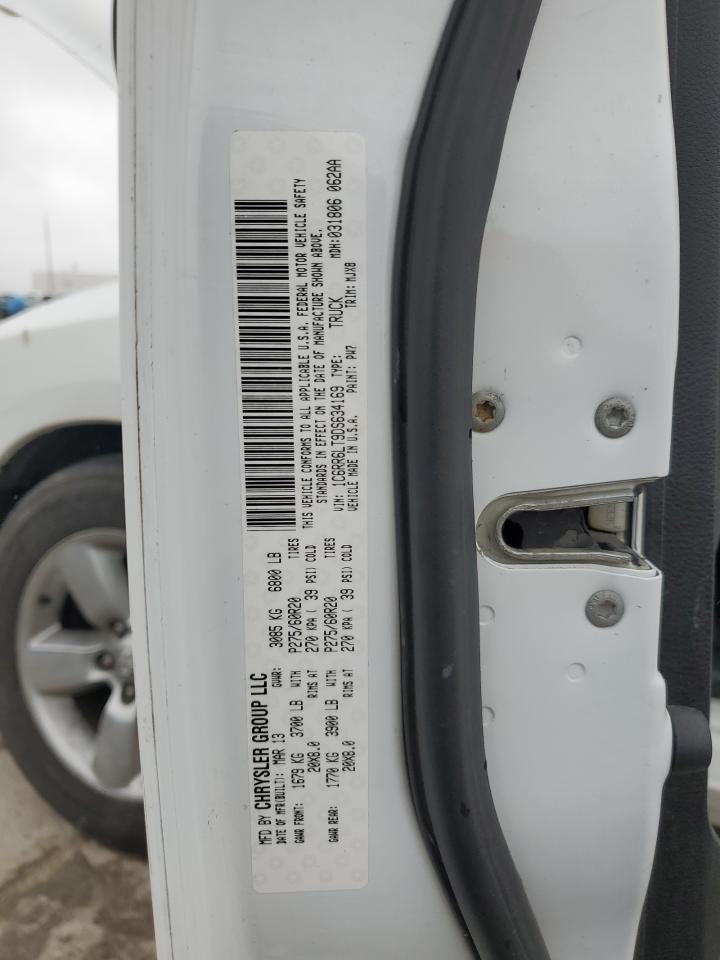 MFD BY CHRYSLER GROUP LLC
DATE OF MFR(BUILT): MAR 13 GVWR: 3085 KG 6800 LB
GAWR FRONT: 1679 KG 3700 LB WITH P275/60R20 TIRES
20X8.0 RIMS AT 270 KPA ( 39 PSI) COLD
GAWR REAR: 1770 KG 3900 LB WITH P275/60R20 TIRES
20X8.0 RIMS AT 270 KPA ( 39 PSI) COLD
THIS VEHICLE CONFORMS TO ALL APPLICABLE U.S.A. FEDERAL MOTOR VEHICLE SAFETY
STANDARDS IN EFFECT ON THE DATE OF MANUFACTURE SHOWN ABOVE.
VIN: 1C6RR6LT9DS634169 TYPE: TRUCK MDH:031806 062AA
VEHICLE MADE IN U.S.A. PAINT: PW7 TRIM: MJX8